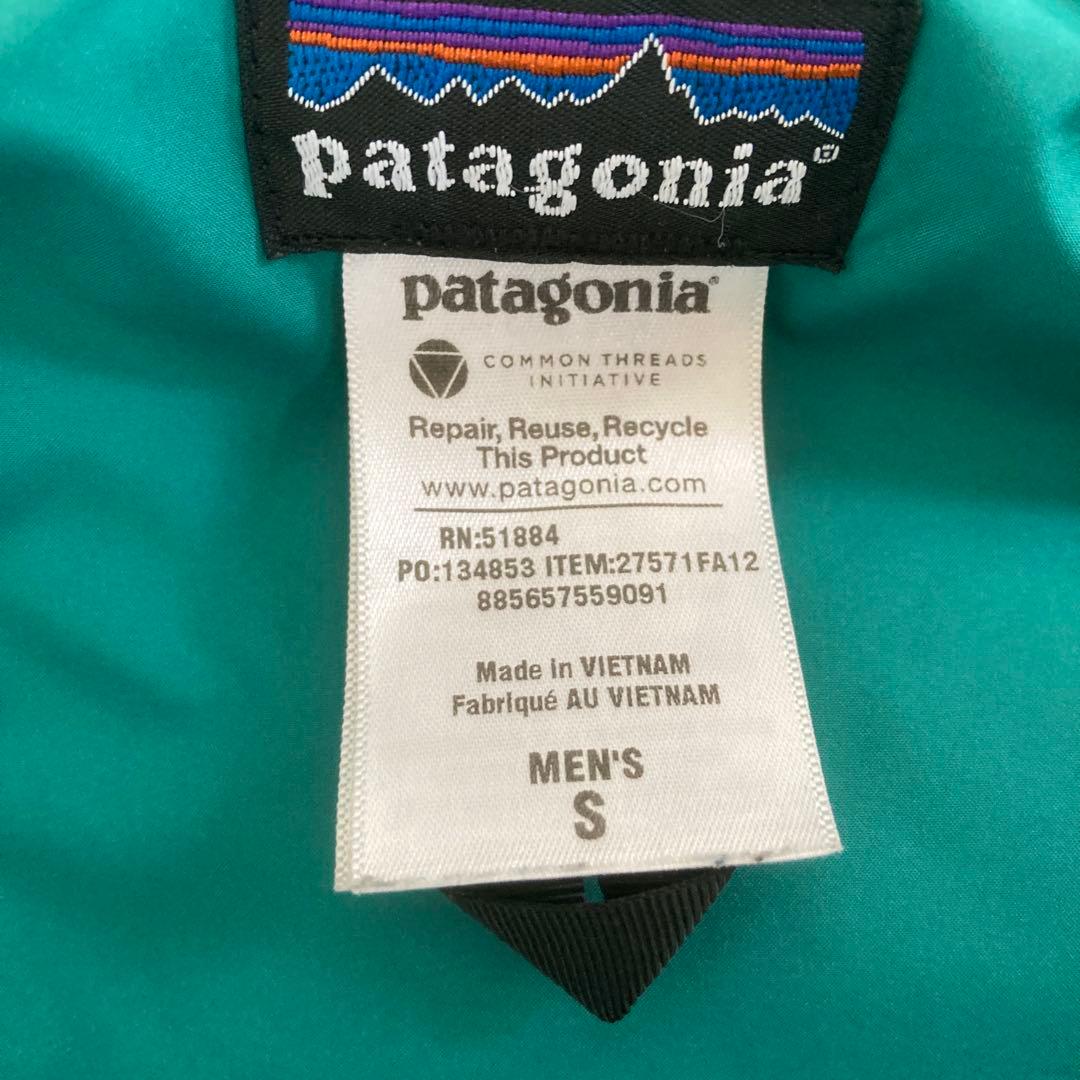 patagonia®
patagonia®
COMMON THREADS
INITIATIVE
Repair, Reuse, Recycle
This Product
www.patagonia.com
RN:51884
PO:134853 ITEM:27571FA12
885657559091
Made in VIETNAM
Fabriqué AU VIETNAM
MEN'S
S